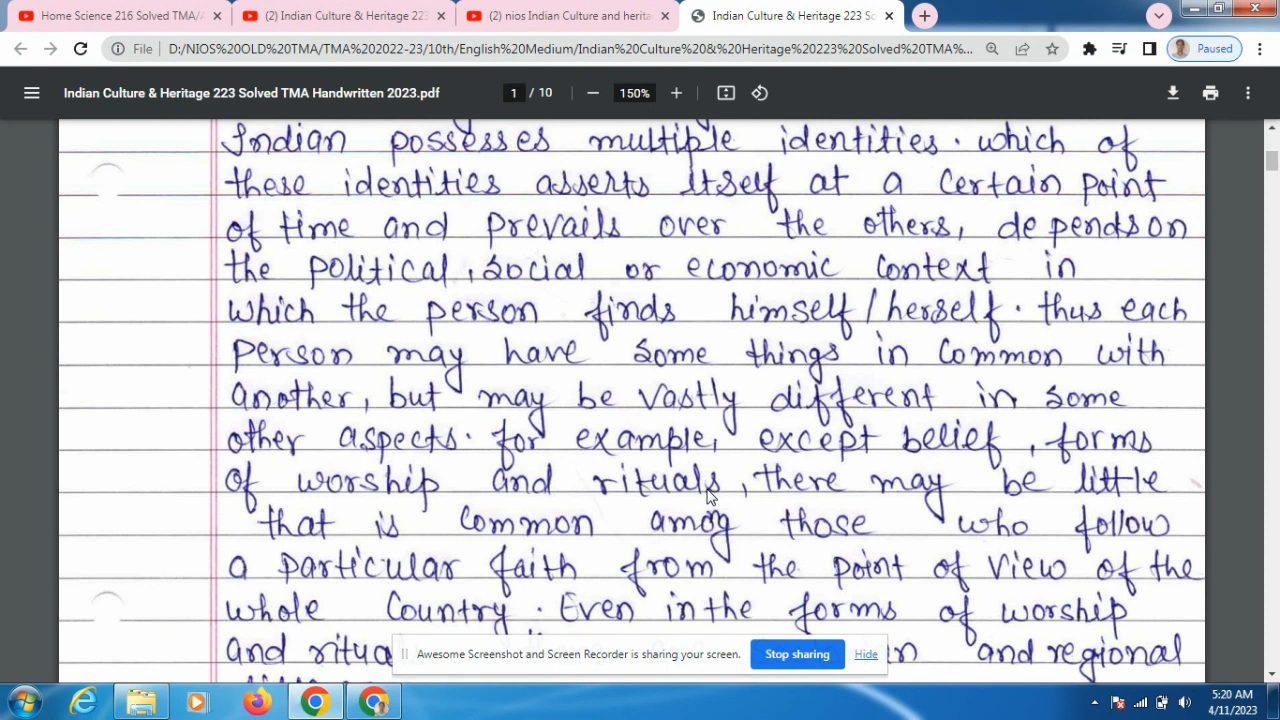 Home Science 216 Solved TMA/A
(2) Indian Culture & Heritage 223
(2) Nios Indian culture and herita
Indian Culture & Heritage 223 So
File
D:/NIOS%20OLD%20TMA/TMA%202022-23/10th/English%20Medium/Indian%20Culture%20&%20Heritage%20223%20Solved%20TMA%...
Paused
Indian Culture & Heritage 223 Solved TMA Handwritten 2023.pdf
1 / 10
150%
Indian possesses multiple identities. which of
these identities asserts itself at a certain point
of time and prevails over the others, depends on
the political, social or economic context in
which the person finds himself/herself. thus each
person may have some things in common with
another, but may be vastly different in some
other aspects. for example, except belief, forms
of worship and rituals, there may be little
that is common among those who follow
a particular faith from the point of view of the
whole country. Even in the forms of worship
and regional
Awesome Screenshot and Screen Recorder is sharing your screen.
Stop sharing
Hide
5:20 AM
4/11/2023